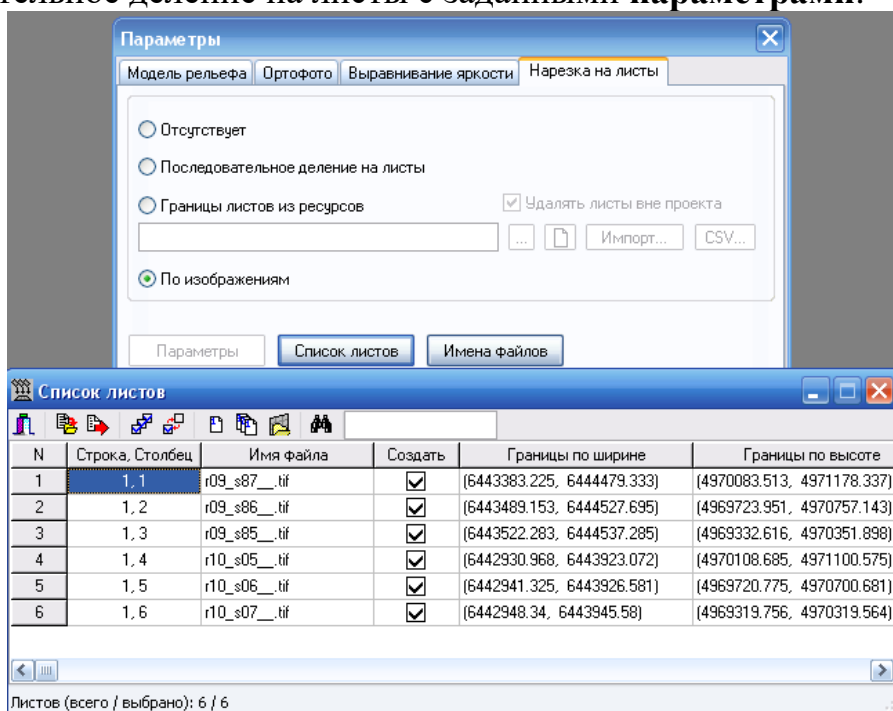 деление на листы с заданными параметрами.
Параметры
Модель рельефа Ортофото Выравнивание яркости Нарезка на листы
Отсутствует
Последовательное деление на листы
Границы листов из ресурсов Удалять листы вне проекта
... Импорт... CSV...
По изображениям
Параметры Список листов Имена файлов
Список листов
N Строка, Столбец Имя файла Создать Границы по ширине Границы по высоте
1 1, 1 r09_s87__.tif (6443383.225, 6444479.333) (4970083.513, 4971178.337)
2 1, 2 r09_s86__.tif (6443489.153, 6444527.695) (4969723.951, 4970757.143)
3 1, 3 r09_s85__.tif (6443522.283, 6444537.285) (4969332.616, 4970351.898)
4 1, 4 r10_s05__.tif (6442930.968, 6443923.072) (4970108.685, 4971100.575)
5 1, 5 r10_s06__.tif (6442941.325, 6443926.581) (4969720.775, 4970700.681)
6 1, 6 r10_s07__.tif (6442948.34, 6443945.58) (4969319.756, 4970319.564)
Листов (всего / выбрано): 6 / 6